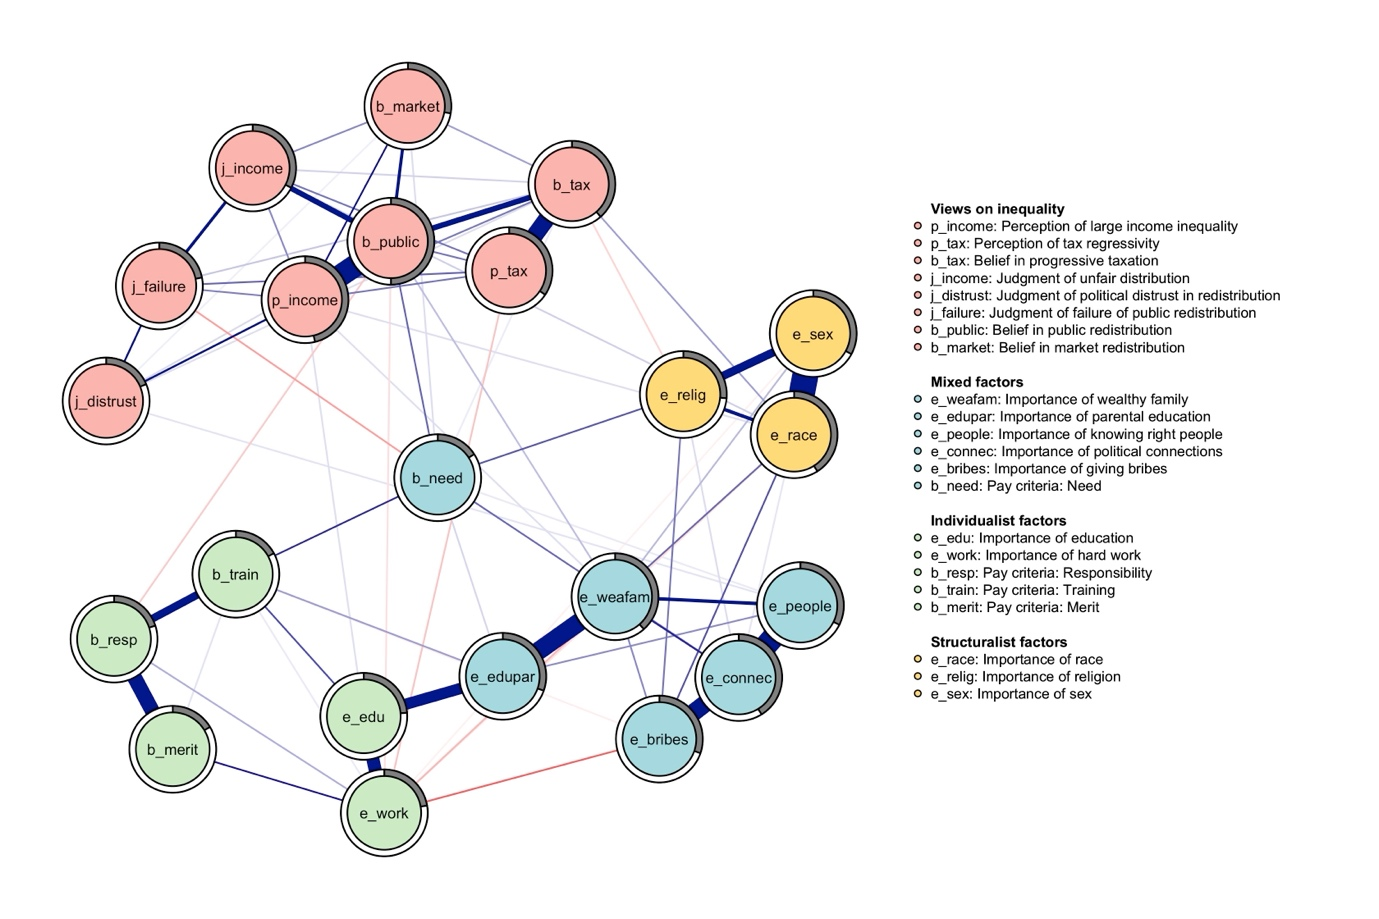 b_market
j_income
b_tax
b_public
p_tax
j_failure
p_income
e_sex
j_distrust
e_relig
e_race
b_need
b_train
e_weafam
e_people
b_resp
e_edupar
e_connec
e_edu
e_bribes
b_merit
e_work
Views on inequality
p_income: Perception of large income inequality
p_tax: Perception of tax regressivity
b_tax: Belief in progressive taxation
j_income: Judgment of unfair distribution
j_distrust: Judgment of political distrust in redistribution
j_failure: Judgment of failure of public redistribution
b_public: Belief in public redistribution
b_market: Belief in market redistribution
Mixed factors
e_weafam: Importance of wealthy family
e_edupar: Importance of parental education
e_people: Importance of knowing right people
e_connec: Importance of political connections
e_bribes: Importance of giving bribes
b_need: Pay criteria: Need
Individualist factors
e_edu: Importance of education
e_work: Importance of hard work
b_resp: Pay criteria: Responsibility
b_train: Pay criteria: Training
b_merit: Pay criteria: Merit
Structuralist factors
e_race: Importance of race
e_relig: Importance of religion
e_sex: Importance of sex